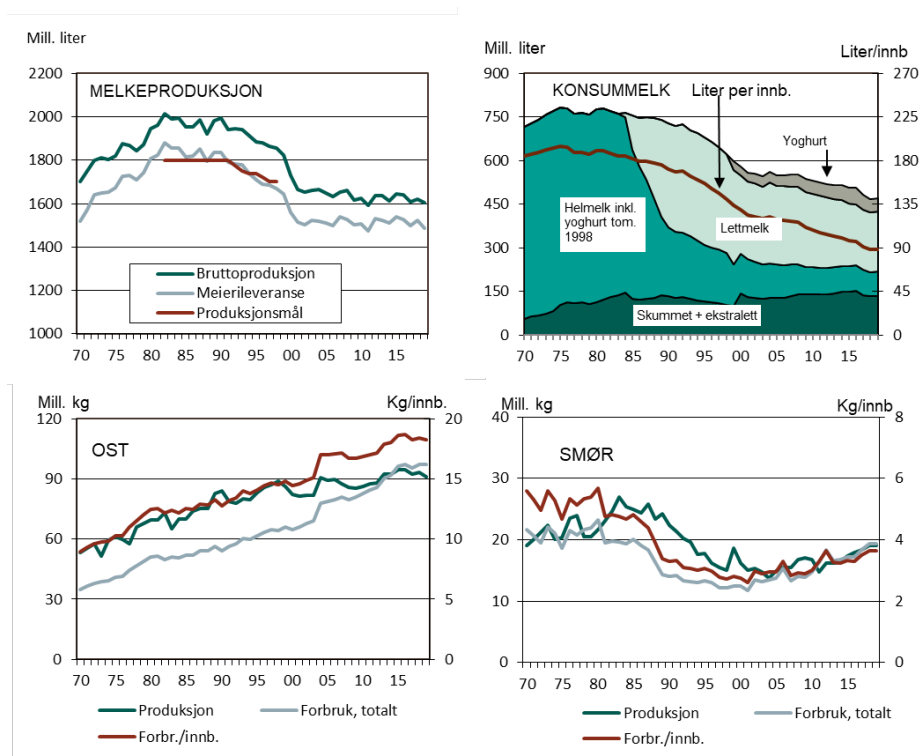 Mill. liter
MELKEPRODUKSJON
2200
2000
1800
1600
1400
1200
1000
70 75 80 85 90 95 00 05 10 15
Bruttoproduksjon
Meierileveranse
Produksjonsmål
Mill. liter
Liter/innb
KONSUMMELK
Liter per innb.
Yoghurt
Helmelk inkl.
yoghurt tom.
1998
Lettmelk
Skummet + ekstralett
900
750
600
450
300
150
0
270
225
180
135
90
45
0
70 75 80 85 90 95 00 05 10 15
Mill. kg
Kg/innb.
OST
120
90
60
30
0
20
15
10
5
0
70 75 80 85 90 95 00 05 10 15
Produksjon
Forbruk, totalt
Forbr./innb.
Mill. kg
Kg/innb
SMØR
40
30
20
10
0
8
6
4
2
0
70 75 80 85 90 95 00 05 10 15
Produksjon
Forbruk, totalt
Forbr./innb.